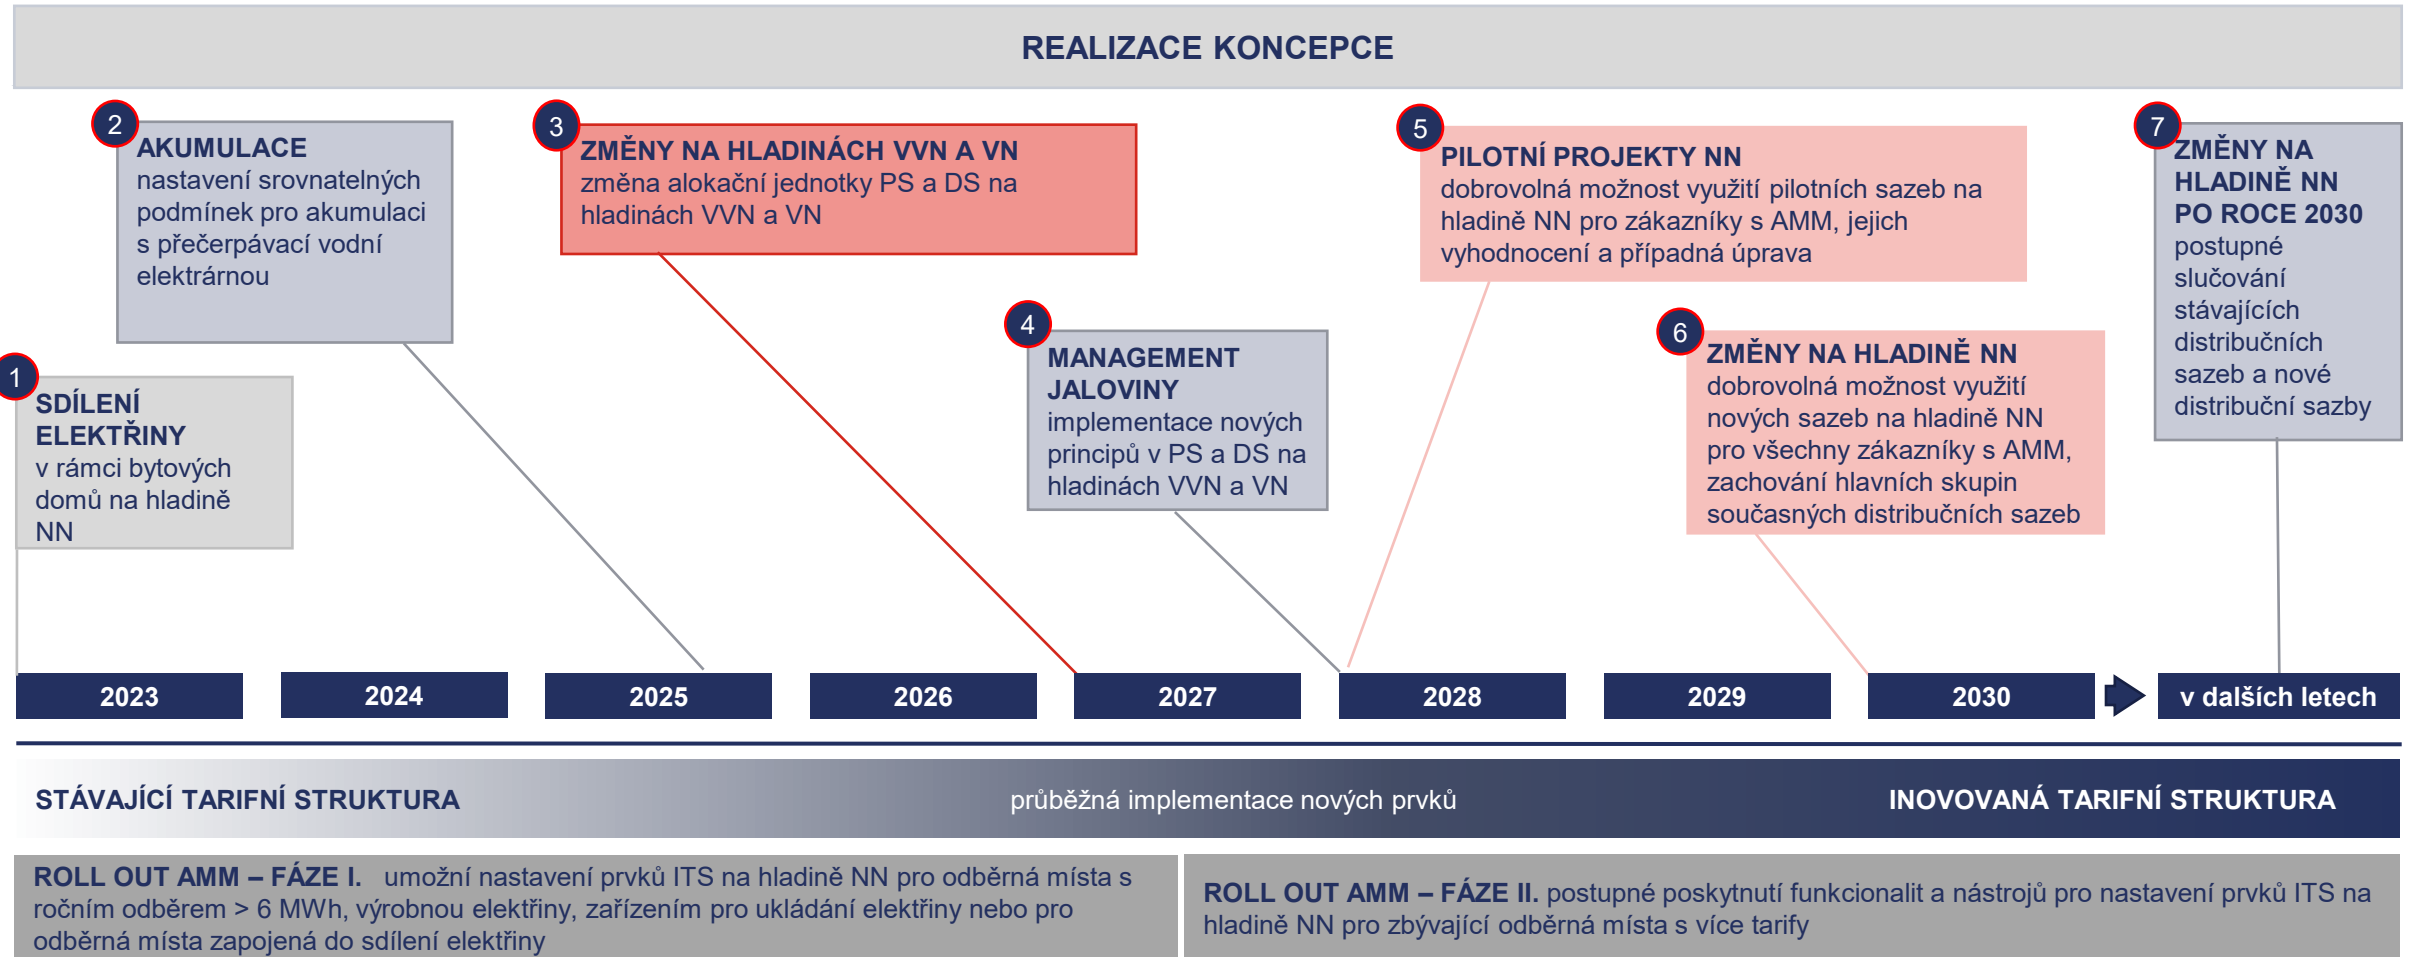 REALIZACE KONCEPCE
1
SDÍLENÍ
ELEKTŘINY
v rámci bytových
domů na hladině
NN
2
AKUMULACE
nastavení srovnatelných
podmínek pro akumulaci
s přečerpávací vodní
elektrárnou
3
ZMĚNY NA HLADINÁCH VVN A VN
změna alokační jednotky PS a DS na
hladinách VVN a VN
4
MANAGEMENT
JALOVINY
implementace nových
principů v PS a DS na
hladinách VVN a VN
5
PILOTNÍ PROJEKTY NN
dobrovolná možnost využití pilotních sazeb na
hladině NN pro zákazníky s AMM, jejich
vyhodnocení a případná úprava
6
ZMĚNY NA HLADINĚ NN
dobrovolná možnost využití
nových sazeb na hladině NN
pro všechny zákazníky s AMM,
zachování hlavních skupin
současných distribučních sazeb
7
ZMĚNY NA
HLADINĚ NN
PO ROCE 2030
postupné
slučování
stávajících
distribučních
sazeb a nové
distribuční sazby
2023
2024
2025
2026
2027
2028
2029
2030
v dalších letech
STÁVAJÍCÍ TARIFNÍ STRUKTURA
průběžná implementace nových prvků
INOVOVANÁ TARIFNÍ STRUKTURA
ROLL OUT AMM – FÁZE I. umožní nastavení prvků ITS na hladině NN pro odběrná místa s
ročním odběrem > 6 MWh, výrobnou elektřiny, zařízením pro ukládání elektřiny nebo pro
odběrná místa zapojená do sdílení elektřiny
ROLL OUT AMM – FÁZE II. postupné poskytnutí funkcionalit a nástrojů pro nastavení prvků ITS na
hladině NN pro zbývající odběrná místa s více tarify